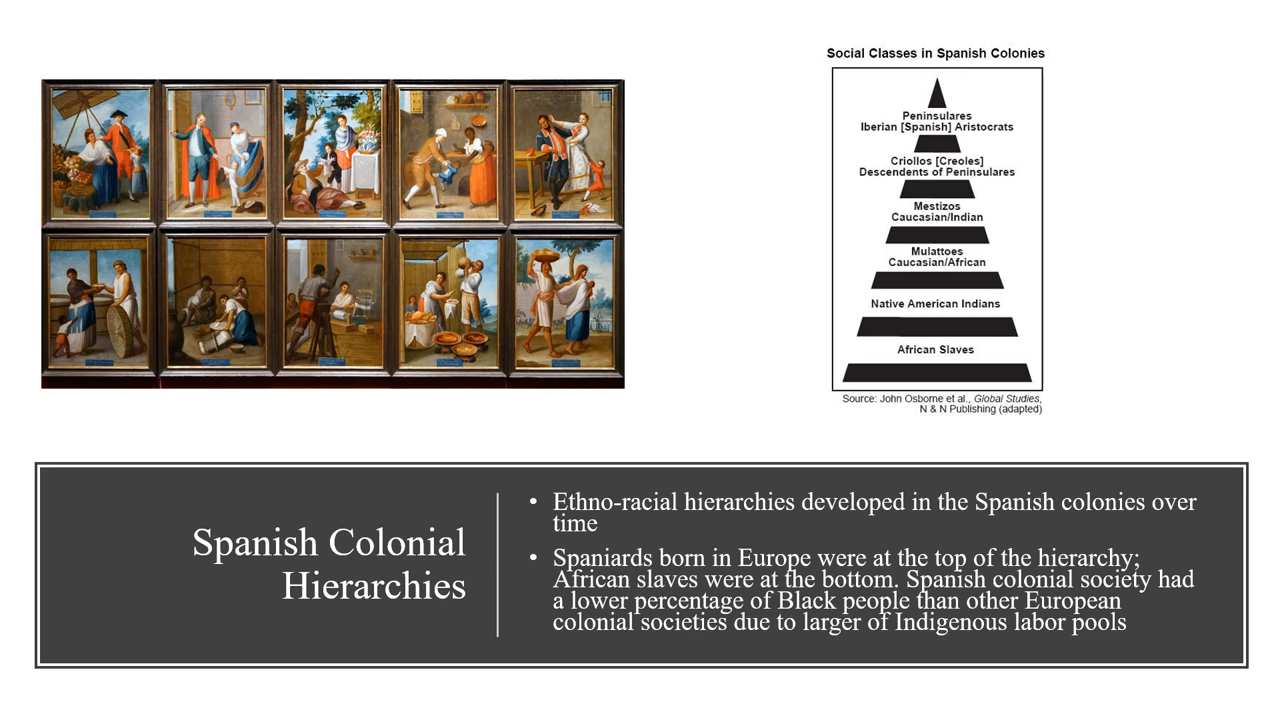 Social Classes in Spanish Colonies
Peninsulares
Iberian [Spanish] Aristocrats
Criollos [Creoles]
Descendents of Peninsulares
Mestizos
Caucasian/Indian
Mulattoes
Caucasian/African
Native American Indians
African Slaves
Source: John Osborne et al., Global Studies,
N & N Publishing (adapted)
Spanish Colonial
Hierarchies
• Ethno-racial hierarchies developed in the Spanish colonies over
time
• Spaniards born in Europe were at the top of the hierarchy;
African slaves were at the bottom. Spanish colonial society had
a lower percentage of Black people than other European
colonial societies due to larger of Indigenous labor pools